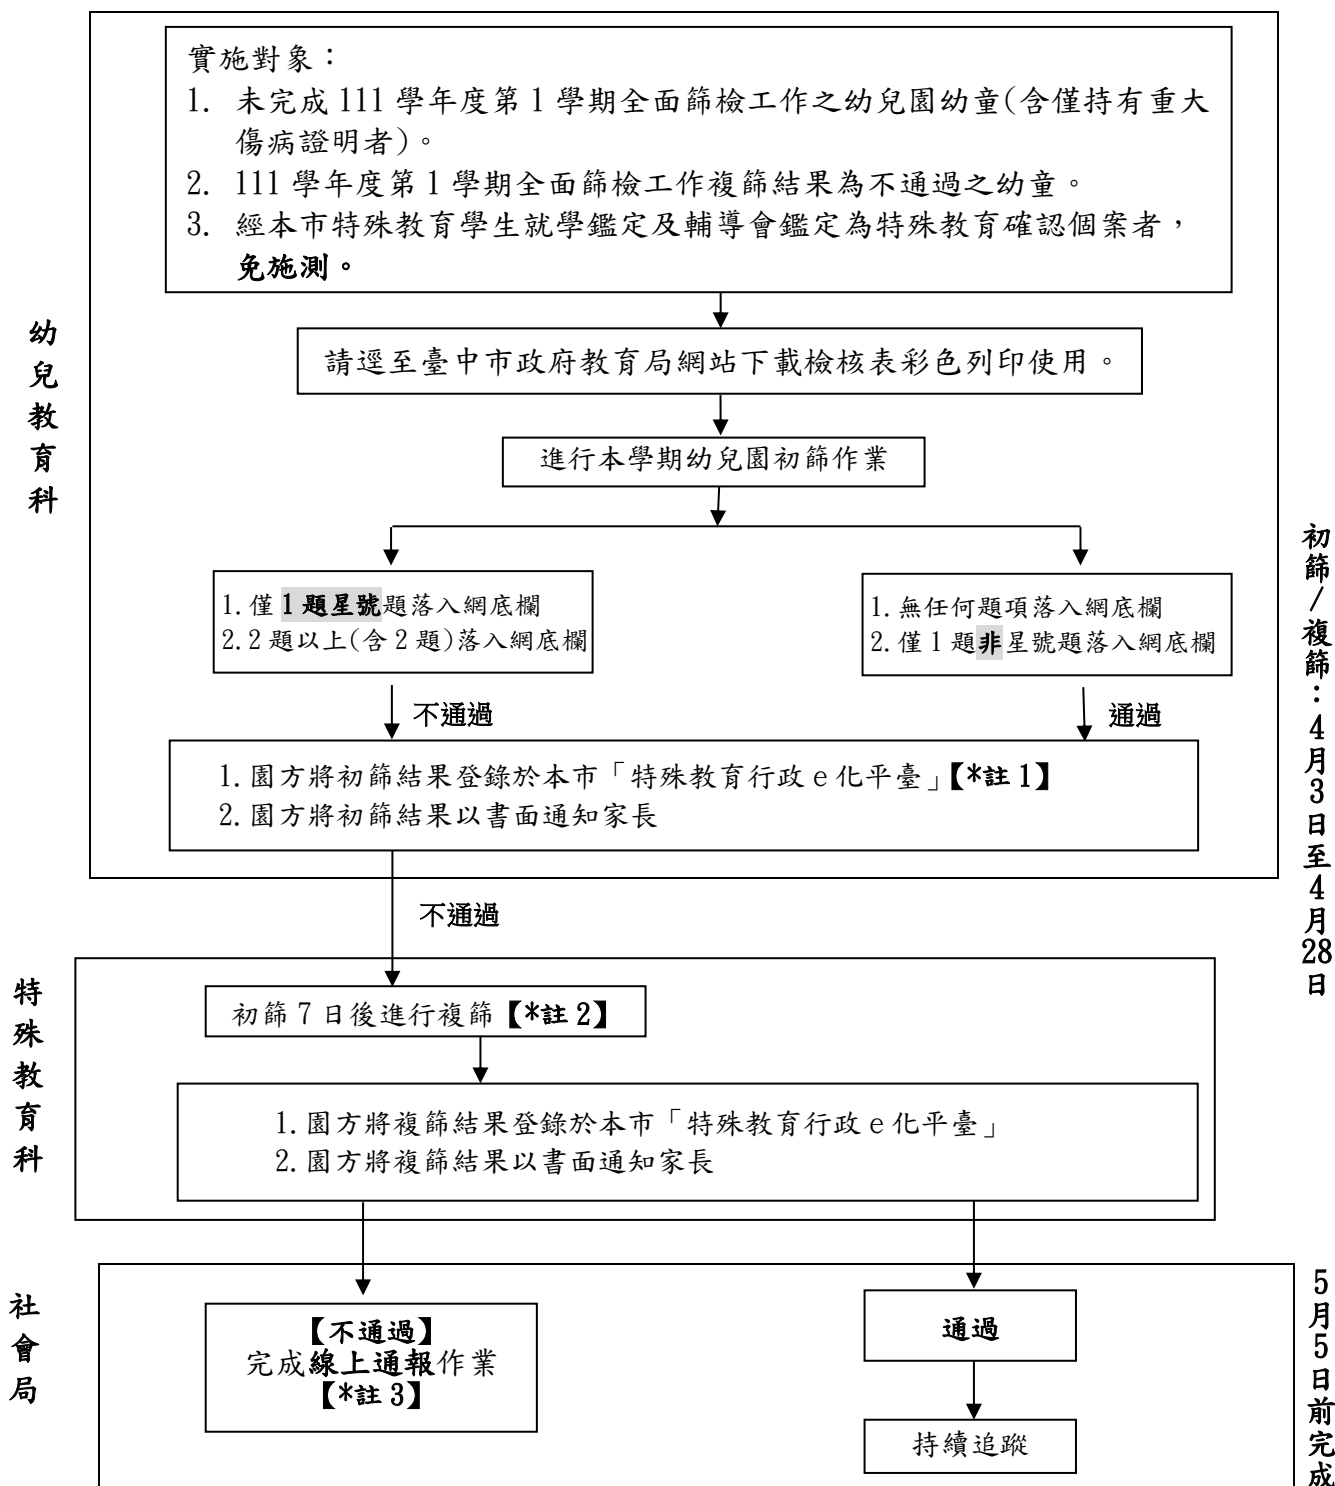 實施對象：
1. 未完成 111 學年度第 1 學期全面篩檢工作之幼兒園幼童(含僅持有重大
傷病證明者)。
2. 111 學年度第 1 學期全面篩檢工作複篩結果為不通過之幼童。
3. 經本市特殊教育學生就學鑑定及輔導會鑑定為特殊教育確認個案者，
免施測。
幼兒教育科
請逕至臺中市政府教育局網站下載檢核表彩色列印使用。
進行本學期幼兒園初篩作業
初篩/複篩：4月3日至4月28日
1.僅 1 題星號題落入網底欄
2.2 題以上(含 2 題)落入網底欄
1.無任何題項落入網底欄
2.僅 1 題非星號題落入網底欄
不通過
通過
1.園方將初篩結果登錄於本市「特殊教育行政 e 化平臺」【*註 1】
2.園方將初篩結果以書面通知家長
不通過
特殊教育科
初篩 7 日後進行複篩【*註 2】
1.園方將複篩結果登錄於本市「特殊教育行政 e 化平臺」
2.園方將複篩結果以書面通知家長
社會局
【不通過】
完成線上通報作業
【*註 3】
通過
持續追蹤
5月5日前完成